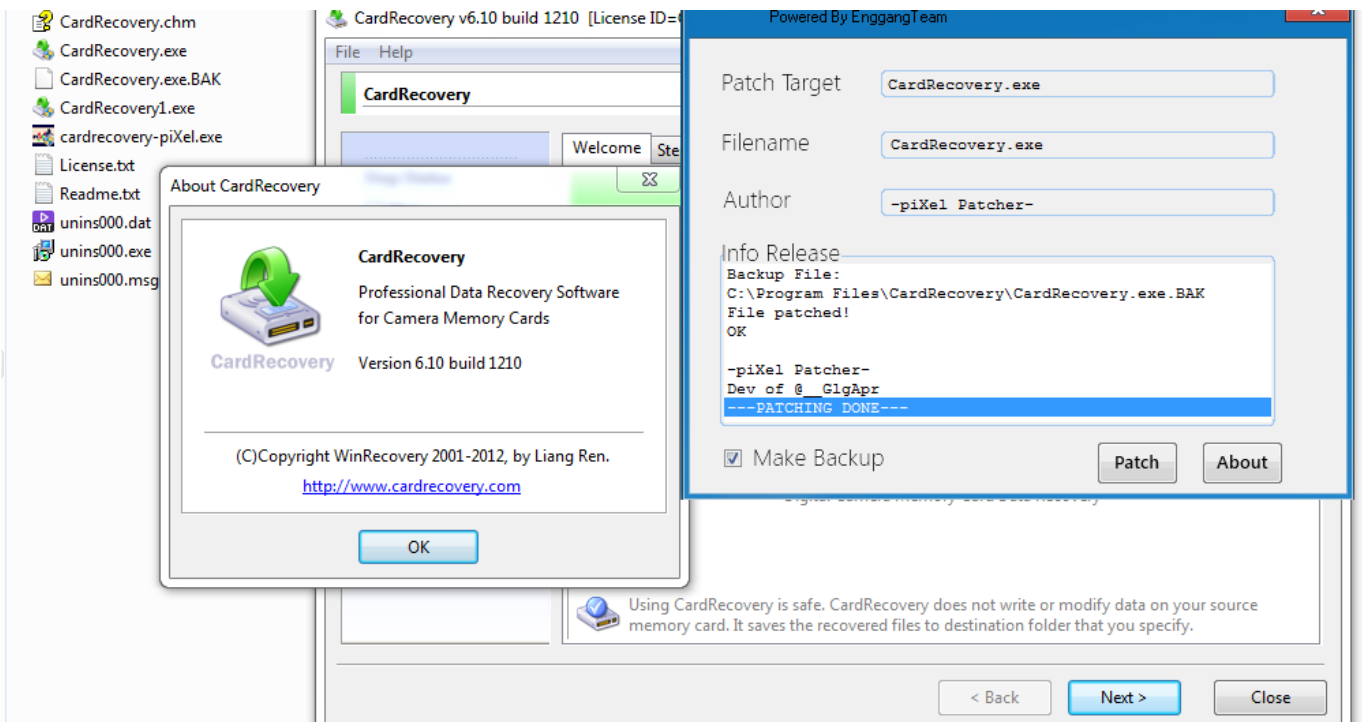 CardRecovery.chm
CardRecovery.exe
CardRecovery.exe.BAK
CardRecovery1.exe
cardrecovery-piXel.exe
License.txt
Readme.txt
unins000.dat
unins000.exe
unins000.msg
CardRecovery v6.10 build 1210 [License ID=
File Help
CardRecovery
Welcome
Ste
About CardRecovery
CardRecovery
CardRecovery
Professional Data Recovery Software
for Camera Memory Cards
Version 6.10 build 1210
(C)Copyright WinRecovery 2001-2012, by Liang Ren.
http://www.cardrecovery.com
OK
Powered By EnggangTeam
Patch Target
CardRecovery.exe
Filename
CardRecovery.exe
Author
-piXel Patcher-
Info Release
Backup File:
C:\Program Files\CardRecovery\CardRecovery.exe.BAK
File patched!
OK
-piXel Patcher-
Dev of @__GlgApr
---PATCHING DONE---
Make Backup
Patch
About
Using CardRecovery is safe. CardRecovery does not write or modify data on your source
memory card. It saves the recovered files to destination folder that you specify.
< Back
Next >
Close